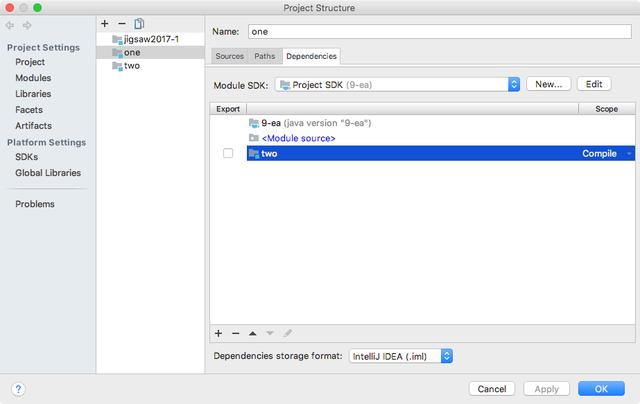 Project Structure
Project Settings
Project
Modules
Libraries
Facets
Artifacts
Platform Settings
SDKs
Global Libraries
Problems
jigsaw2017-1
one
two
Name: one
Sources Paths Dependencies
Module SDK: Project SDK (9-ea) New... Edit
Export Scope
9-ea (java version "9-ea")
<Module source>
two Compile
Dependencies storage format: IntelliJ IDEA (.iml)
? Cancel Apply OK